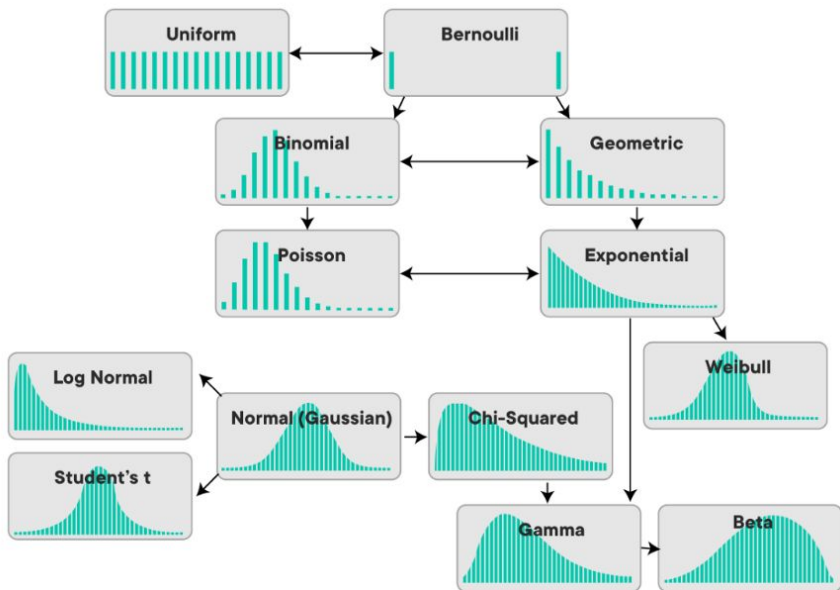 Uniform
Bernoulli
Binomial
Geometric
Poisson
Exponential
Log Normal
Weibull
Normal (Gaussian)
Chi-Squared
Student's t
Gamma
Beta